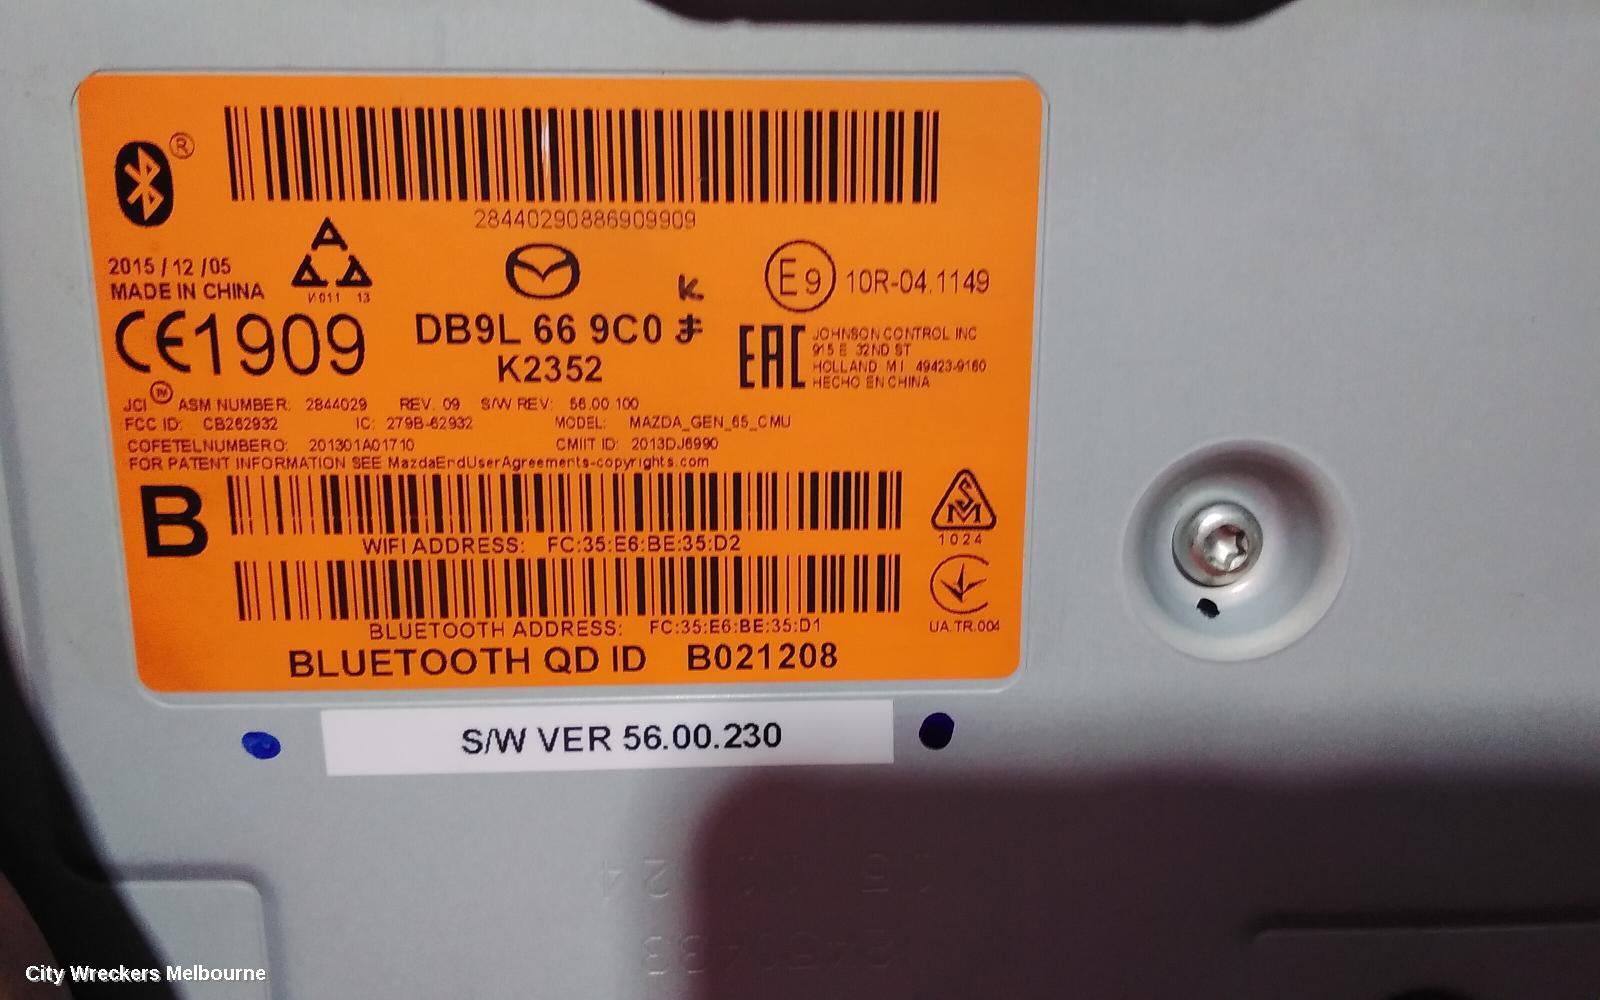 ®
28440290886909909
2015 / 12 /05
MADE IN CHINA
A
13
K
E9 10R-04.1149
DB9L 66 9C0
K2352
CE1909
EAC
JOHNSON CONTROL INC
915 E 32ND ST
HOLLAND M I 49423-9160
HECHO EN CHINA
JCI™ ASM NUMBER: 2844029 REV. 09 S/W REV: 56.00.100
FCC ID: CB262932 IC: 279B-62932 MODEL: MAZDA_GEN_65_CMU
COFETELNUMBERO: 201301A01710 CMIIT ID: 2013DJ6990
FOR PATENT INFORMATION SEE MazdaEndUserAgreements-copyrights.com
B
WIFI ADDRESS: FC:35:E6:BE:35:D2
1024
BLUETOOTH ADDRESS: FC:35:E6:BE:35:D1
UA.TR.004
BLUETOOTH QD ID B021208
S/W VER 56.00.230
City Wreckers Melbourne